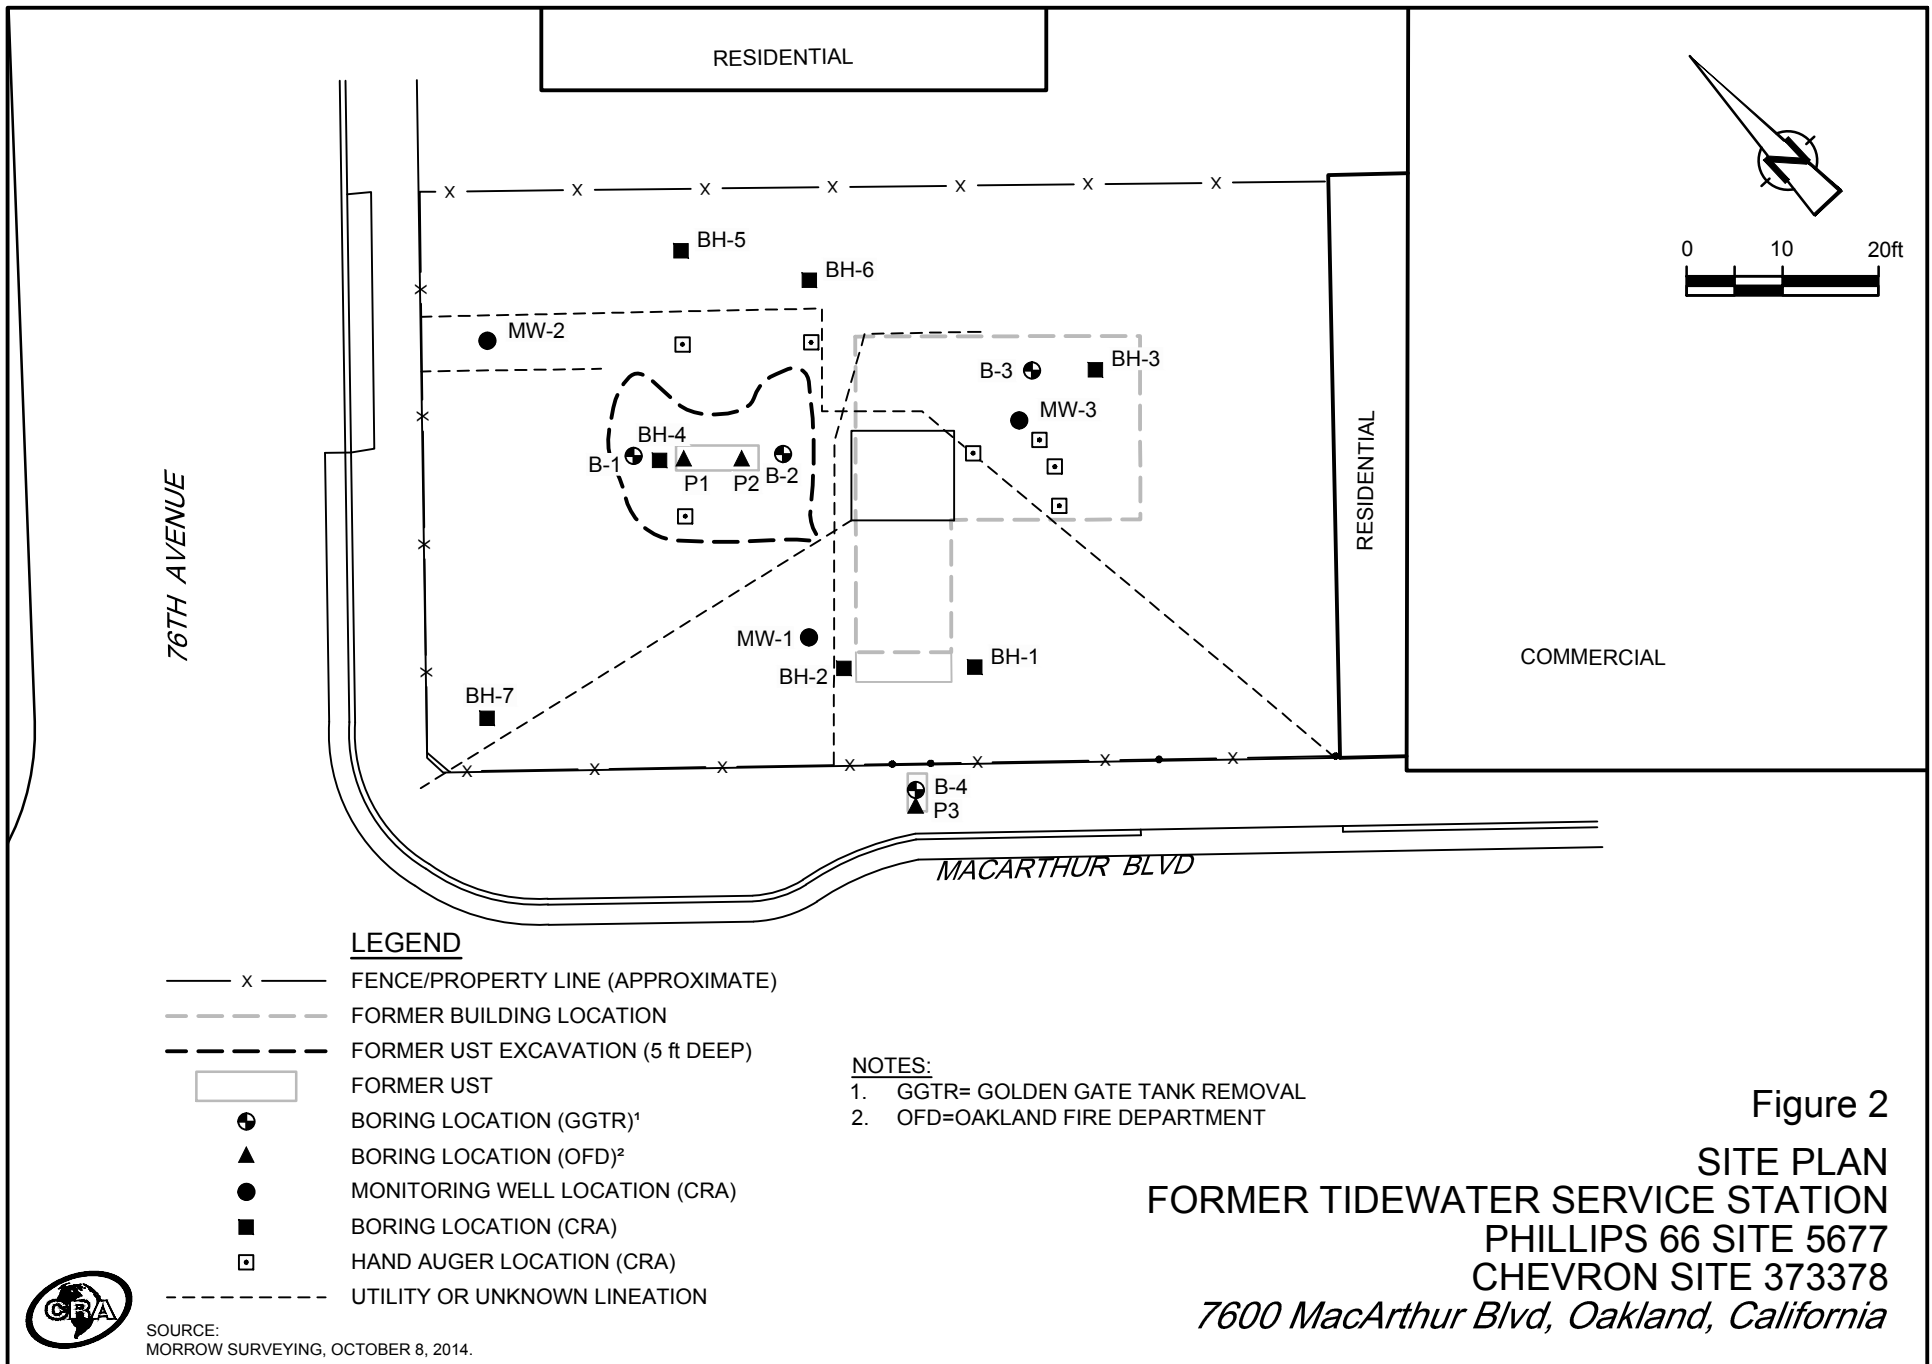 RESIDENTIAL
0 10 20ft
X X X X X X X
BH-5
BH-6
MW-2
B-3
BH-3
MW-3
BH-4
B-1
P1
P2
B-2
RESIDENTIAL
76TH AVENUE
MW-1
BH-2
BH-1
COMMERCIAL
BH-7
X X X X X X X
B-4
P3
MACARTHUR BLVD
LEGEND
X FENCE/PROPERTY LINE (APPROXIMATE)
FORMER BUILDING LOCATION
FORMER UST EXCAVATION (5 ft DEEP)
FORMER UST
BORING LOCATION (GGTR)¹
BORING LOCATION (OFD)²
MONITORING WELL LOCATION (CRA)
BORING LOCATION (CRA)
HAND AUGER LOCATION (CRA)
UTILITY OR UNKNOWN LINEATION
NOTES:
1. GGTR= GOLDEN GATE TANK REMOVAL
2. OFD=OAKLAND FIRE DEPARTMENT
Figure 2
SITE PLAN
FORMER TIDEWATER SERVICE STATION
PHILLIPS 66 SITE 5677
CHEVRON SITE 373378
7600 MacArthur Blvd, Oakland, California
CRA
SOURCE:
MORROW SURVEYING, OCTOBER 8, 2014.